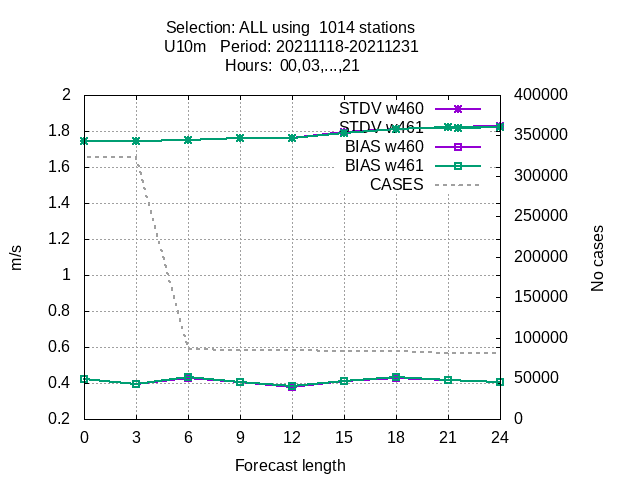 Selection: ALL using  1014 stations
U10m   Period: 20211118-20211231
Hours:  00,03,...,21
2
1.8
1.6
1.4
1.2
1
0.8
0.6
0.4
0.2
400000
350000
300000
250000
200000
150000
100000
50000
0
STDV w460
STDV w461
BIAS w460
BIAS w461
CASES
m/s
No cases
0 3 6 9 12 15 18 21 24
Forecast length